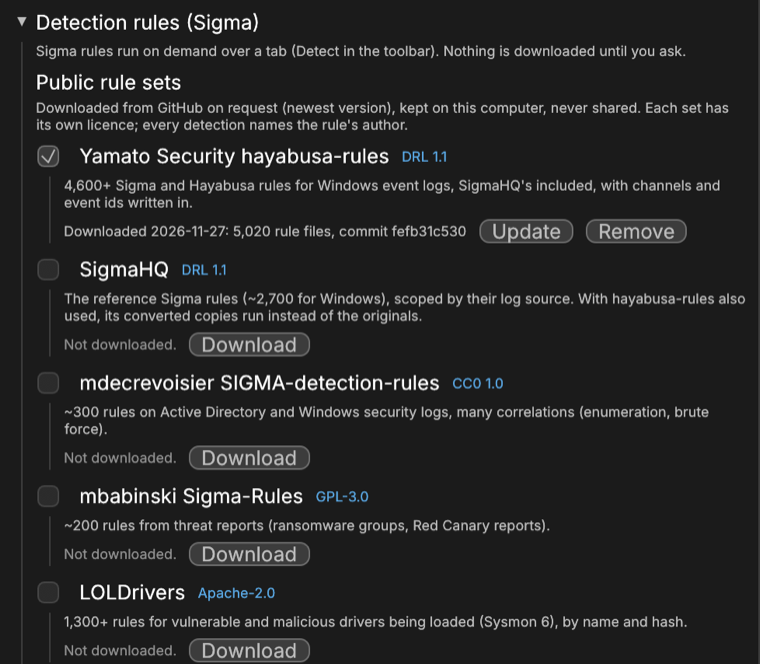 ▼ Detection rules (Sigma)
Sigma rules run on demand over a tab (Detect in the toolbar). Nothing is downloaded until you ask.
Public rule sets
Downloaded from GitHub on request (newest version), kept on this computer, never shared. Each set has
its own licence; every detection names the rule's author.
Yamato Security hayabusa-rules DRL 1.1
4,600+ Sigma and Hayabusa rules for Windows event logs, SigmaHQ's included, with channels and
event ids written in.
Downloaded 2026-11-27: 5,020 rule files, commit fefb31c530 Update Remove
SigmaHQ DRL 1.1
The reference Sigma rules (~2,700 for Windows), scoped by their log source. With hayabusa-rules also
used, its converted copies run instead of the originals.
Not downloaded. Download
mdecrevoisier SIGMA-detection-rules CC0 1.0
~300 rules on Active Directory and Windows security logs, many correlations (enumeration, brute
force).
Not downloaded. Download
mbabinski Sigma-Rules GPL-3.0
~200 rules from threat reports (ransomware groups, Red Canary reports).
Not downloaded. Download
LOLDrivers Apache-2.0
1,300+ rules for vulnerable and malicious drivers being loaded (Sysmon 6), by name and hash.
Not downloaded. Download